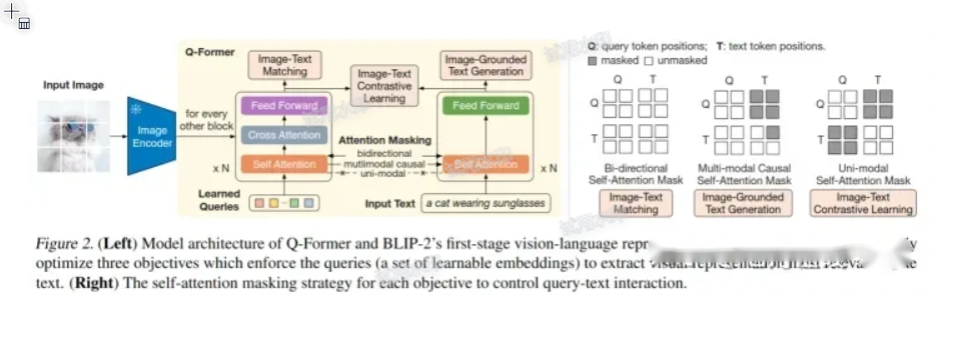 Q-Former
Image-Text
Matching
Image-Text
Contrastive
Learning
Image-Grounded
Text Generation
Input Image
Image
Encoder
for every
other block
Feed Forward
Cross Attention
Self Attention
x N
Attention Masking
bidirectional
mutlimodal causal
uni-modal
Feed Forward
Self Attention
x N
Learned
Queries
Input Text
a cat wearing sunglasses
Q: query token positions; T: text token positions.
masked unmasked
Q T
Q
T
Bi-directional
Self-Attention Mask
Image-Text
Matching
Q T
Q
T
Multi-modal Causal
Self-Attention Mask
Image-Grounded
Text Generation
Q T
Q
T
Uni-modal
Self-Attention Mask
Image-Text
Contrastive Learning
Figure 2. (Left) Model architecture of Q-Former and BLIP-2's first-stage vision-language
optimize three objectives which enforce the queries (a set of learnable embeddings) to extract
text. (Right) The self-attention masking strategy for each objective to control query-text interaction.